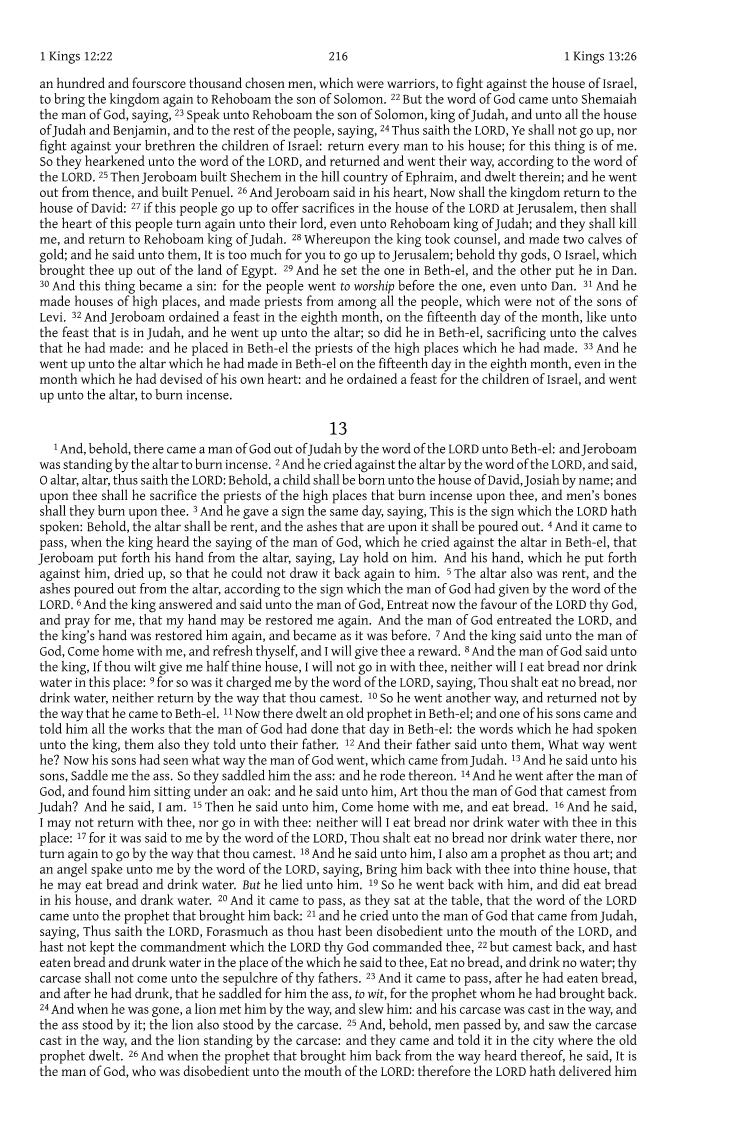 1 Kings 12:22 216 1 Kings 13:26
an hundred and fourscore thousand chosen men, which were warriors, to fight against the house of Israel,
to bring the kingdom again to Rehoboam the son of Solomon. 22 But the word of God came unto Shemaiah
the man of God, saying, 23 Speak unto Rehoboam the son of Solomon, king of Judah, and unto all the house
of Judah and Benjamin, and to the rest of the people, saying, 24 Thus saith the LORD, Ye shall not go up, nor
fight against your brethren the children of Israel: return every man to his house; for this thing is of me.
So they hearkened unto the word of the LORD, and returned and went their way, according to the word of
the LORD. 25 Then Jeroboam built Shechem in the hill country of Ephraim, and dwelt therein; and he went
out from thence, and built Penuel. 26 And Jeroboam said in his heart, Now shall the kingdom return to the
house of David: 27 if this people go up to offer sacrifices in the house of the LORD at Jerusalem, then shall
the heart of this people turn again unto their lord, even unto Rehoboam king of Judah; and they shall kill
me, and return to Rehoboam king of Judah. 28 Whereupon the king took counsel, and made two calves of
gold; and he said unto them, It is too much for you to go up to Jerusalem; behold thy gods, O Israel, which
brought thee up out of the land of Egypt. 29 And he set the one in Beth-el, and the other put he in Dan.
30 And this thing became a sin: for the people went to worship before the one, even unto Dan. 31 And he
made houses of high places, and made priests from among all the people, which were not of the sons of
Levi. 32 And Jeroboam ordained a feast in the eighth month, on the fifteenth day of the month, like unto
the feast that is in Judah, and he went up unto the altar; so did he in Beth-el, sacrificing unto the calves
that he had made: and he placed in Beth-el the priests of the high places which he had made. 33 And he
went up unto the altar which he had made in Beth-el on the fifteenth day in the eighth month, even in the
month which he had devised of his own heart: and he ordained a feast for the children of Israel, and went
up unto the altar, to burn incense.
13
1 And, behold, there came a man of God out of Judah by the word of the LORD unto Beth-el: and Jeroboam
was standing by the altar to burn incense. 2 And he cried against the altar by the word of the LORD, and said,
O altar, altar, thus saith the LORD: Behold, a child shall be born unto the house of David, Josiah by name; and
upon thee shall he sacrifice the priests of the high places that burn incense upon thee, and men's bones
shall they burn upon thee. 3 And he gave a sign the same day, saying, This is the sign which the LORD hath
spoken: Behold, the altar shall be rent, and the ashes that are upon it shall be poured out. 4 And it came to
pass, when the king heard the saying of the man of God, which he cried against the altar in Beth-el, that
Jeroboam put forth his hand from the altar, saying, Lay hold on him. And his hand, which he put forth
against him, dried up, so that he could not draw it back again to him. 5 The altar also was rent, and the
ashes poured out from the altar, according to the sign which the man of God had given by the word of the
LORD. 6 And the king answered and said unto the man of God, Entreat now the favour of the LORD thy God,
and pray for me, that my hand may be restored me again. And the man of God entreated the LORD, and
the king's hand was restored him again, and became as it was before. 7 And the king said unto the man of
God, Come home with me, and refresh thyself, and I will give thee a reward. 8 And the man of God said unto
the king, If thou wilt give me half thine house, I will not go in with thee, neither will I eat bread nor drink
water in this place: 9 for so was it charged me by the word of the LORD, saying, Thou shalt eat no bread, nor
drink water, neither return by the way that thou camest. 10 So he went another way, and returned not by
the way that he came to Beth-el. 11 Now there dwelt an old prophet in Beth-el; and one of his sons came and
told him all the works that the man of God had done that day in Beth-el: the words which he had spoken
unto the king, them also they told unto their father. 12 And their father said unto them, What way went
he? Now his sons had seen what way the man of God went, which came from Judah. 13 And he said unto his
sons, Saddle me the ass. So they saddled him the ass: and he rode thereon. 14 And he went after the man of
God, and found him sitting under an oak: and he said unto him, Art thou the man of God that camest from
Judah? And he said, I am. 15 Then he said unto him, Come home with me, and eat bread. 16 And he said,
I may not return with thee, nor go in with thee: neither will I eat bread nor drink water with thee in this
place: 17 for it was said to me by the word of the LORD, Thou shalt eat no bread nor drink water there, nor
turn again to go by the way that thou camest. 18 And he said unto him, I also am a prophet as thou art; and
an angel spake unto me by the word of the LORD, saying, Bring him back with thee into thine house, that
he may eat bread and drink water. But he lied unto him. 19 So he went back with him, and did eat bread
in his house, and drank water. 20 And it came to pass, as they sat at the table, that the word of the LORD
came unto the prophet that brought him back: 21 and he cried unto the man of God that came from Judah,
saying, Thus saith the LORD, Forasmuch as thou hast been disobedient unto the mouth of the LORD, and
hast not kept the commandment which the LORD thy God commanded thee, 22 but camest back, and hast
eaten bread and drunk water in the place of the which he said to thee, Eat no bread, and drink no water; thy
carcase shall not come unto the sepulchre of thy fathers. 23 And it came to pass, after he had eaten bread,
and after he had drunk, that he saddled for him the ass, to wit, for the prophet whom he had brought back.
24 And when he was gone, a lion met him by the way, and slew him: and his carcase was cast in the way, and
the ass stood by it; the lion also stood by the carcase. 25 And, behold, men passed by, and saw the carcase
cast in the way, and the lion standing by the carcase: and they came and told it in the city where the old
prophet dwelt. 26 And when the prophet that brought him back from the way heard thereof, he said, It is
the man of God, who was disobedient unto the mouth of the LORD: therefore the LORD hath delivered him